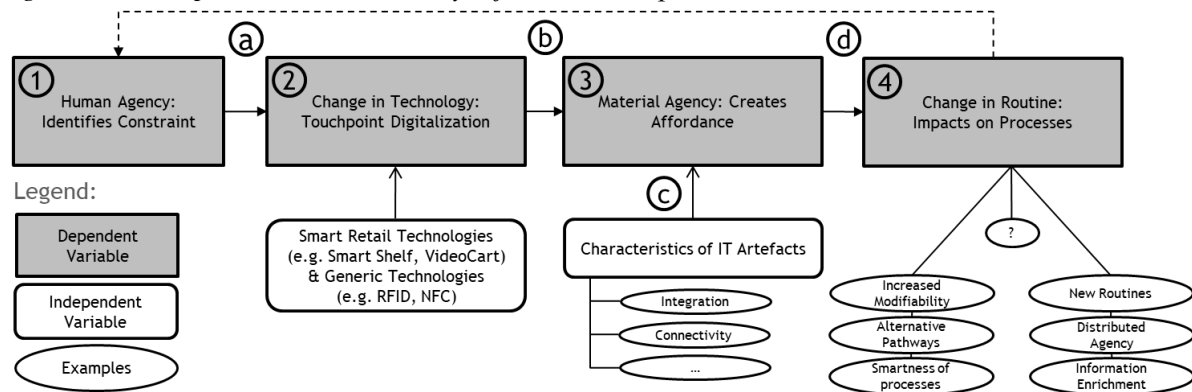 a
b
d
1
Human Agency:
Identifies Constraint
2
Change in Technology:
Touchpoint Digitalization
3
Material Agency: Creates
Affordance
4
Change in Routine:
Impacts on Processes
Legend:
Dependent
Variable
Independent
Variable
Examples
Smart Retail Technologies
(e.g. Smart Shelf, VideoCart)
& Generic Technologies
(e.g. RFID, NFC)
c
Characteristics of IT Artefacts
Integration
Connectivity
...
?
Increased
Modifiability
Alternative
Pathways
Smartness of
processes
New Routines
Distributed
Agency
Information
Enrichment